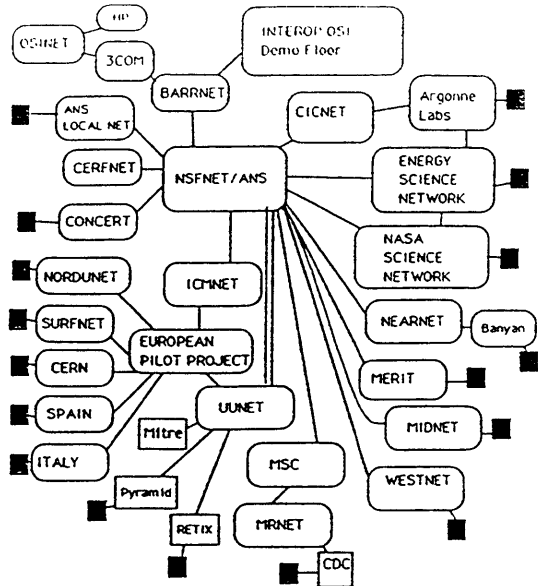 HP
OSINET
3COM
INTEROP OSI
Demo Floor
BARRNET
ANS
LOCAL NET
CICNET
Argonne
Labs
CERFNET
NSFNET/ANS
ENERGY
SCIENCE
NETWORK
CONCERT
NASA
SCIENCE
NETWORK
NORDUNET
ICMNET
SURFNET
EUROPEAN
PILOT PROJECT
NEARNET
Banyan
CERN
MERIT
SPAIN
UUNET
Mitre
MIDNET
ITALY
MSC
WESTNET
Pyramid
RETIX
MRNET
CDC